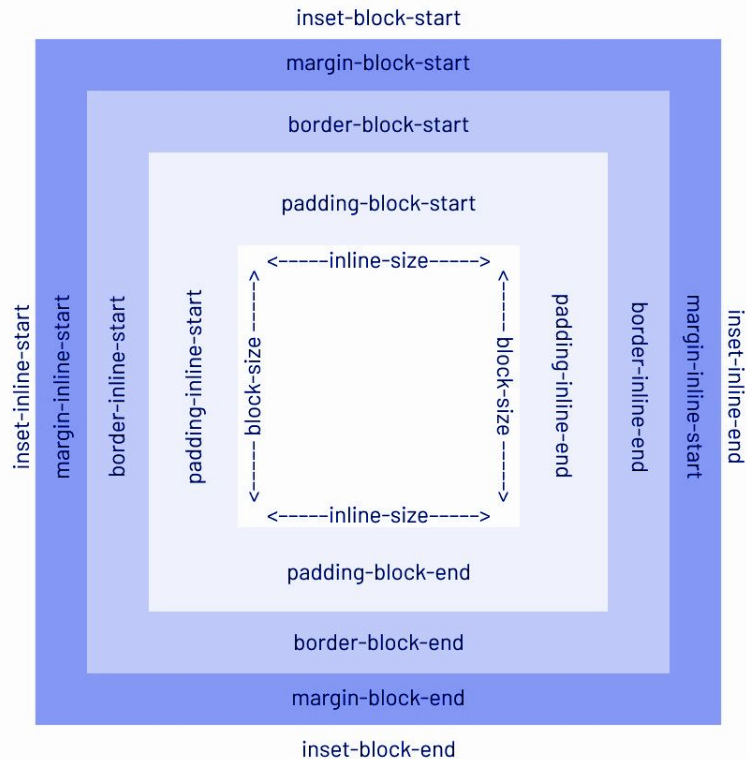 inset-block-start
margin-block-start
border-block-start
padding-block-start
<-----inline-size----->
inset-inline-start
margin-inline-start
border-inline-start
padding-inline-start
<----- block-size ----->
<----- block-size ----->
padding-inline-end
border-inline-end
margin-inline-start
inset-inline-end
<-----inline-size----->
padding-block-end
border-block-end
margin-block-end
inset-block-end